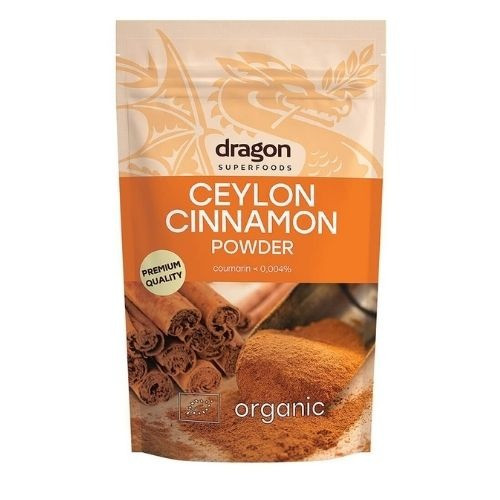 dragon
SUPERFOODS
CEYLON
CINNAMON
POWDER
coumarin < 0,004%
PREMIUM
QUALITY
organic